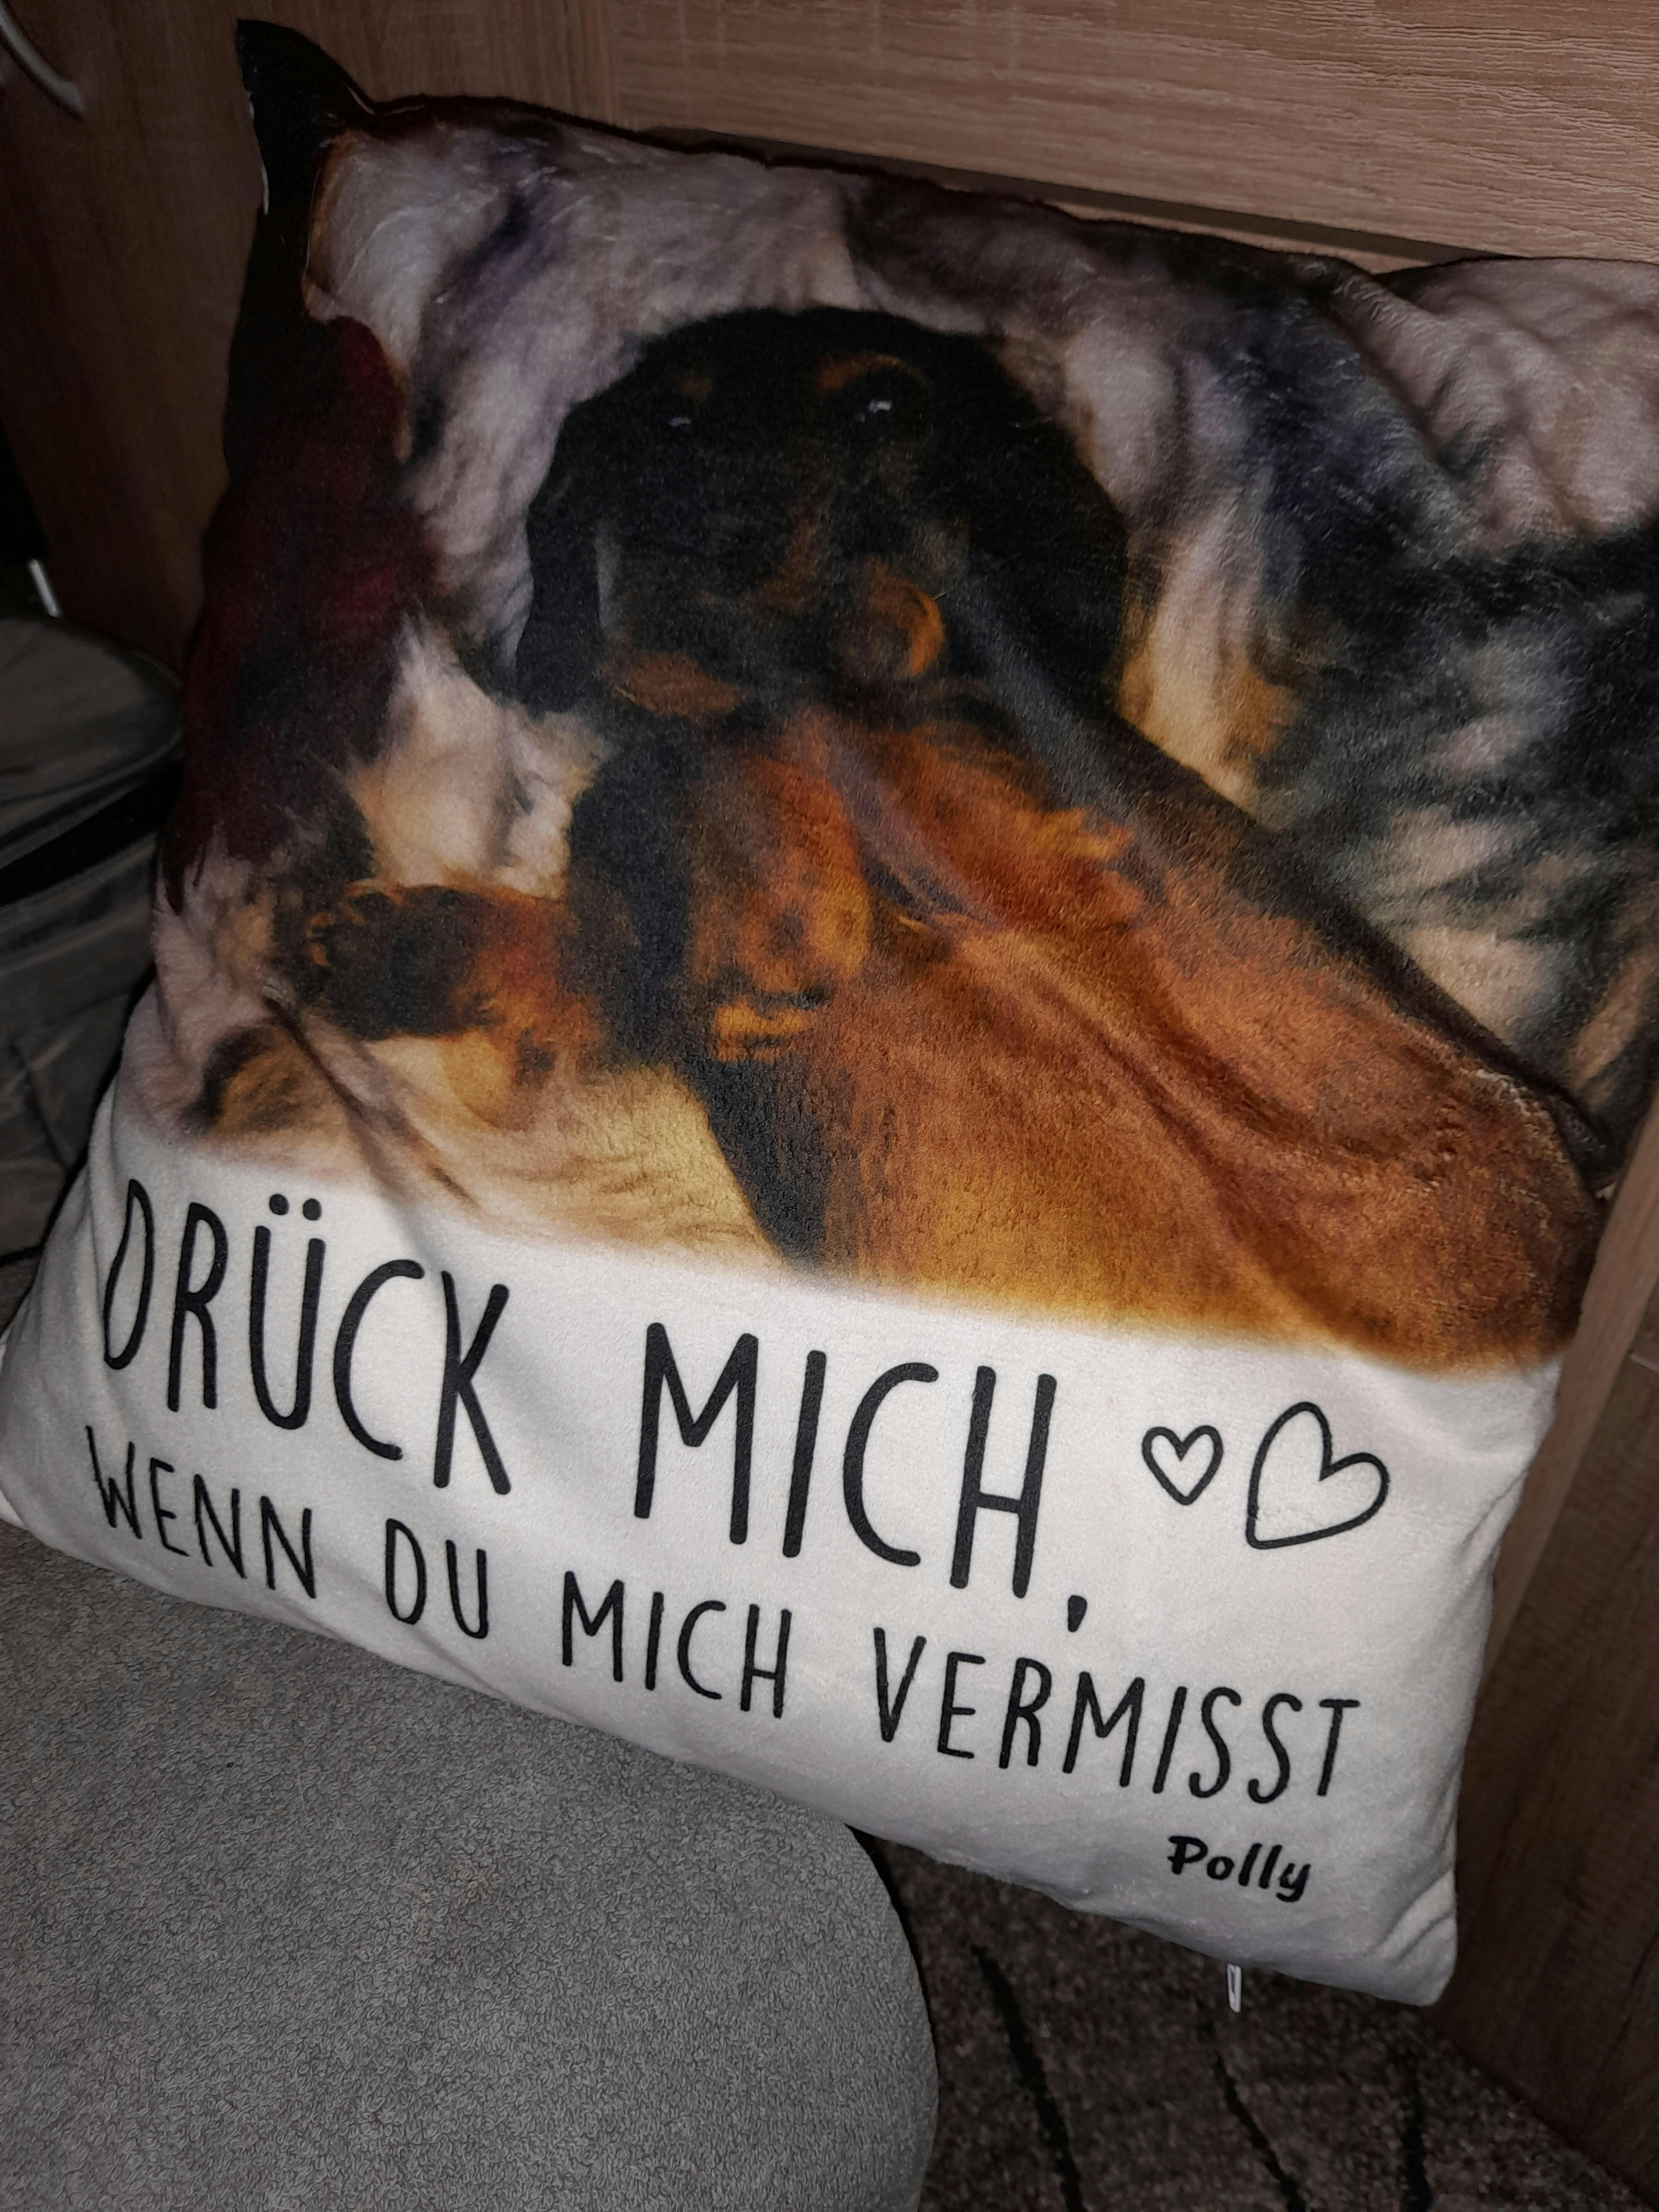 DRÜCK MICH,
WENN DU MICH VERMISST
Polly